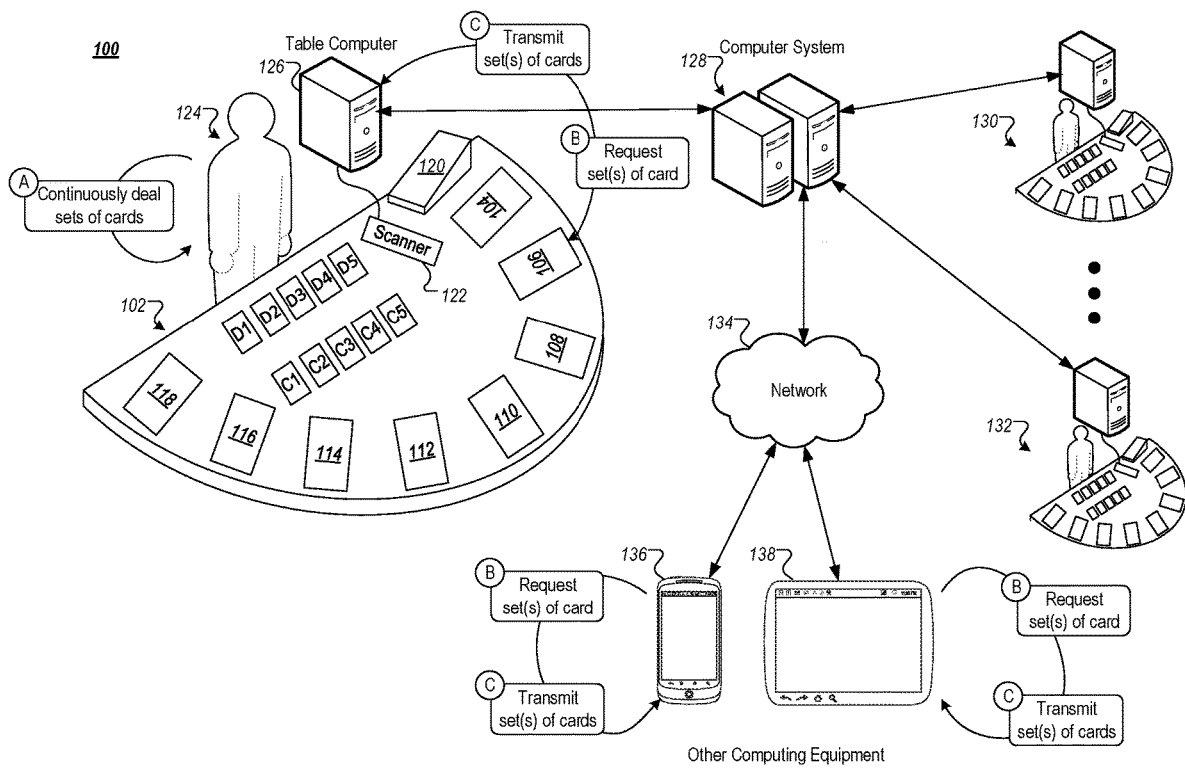 100
Table Computer
126
C
Transmit
set(s) of cards
Computer System
128
124
B
Request
set(s) of card
130
A
Continuously deal
sets of cards
120
104
Scanner
106
122
102
D1 D2 D3 D4 D5
C1 C2 C3 C4 C5
108
118
116
114
112
110
134
Network
132
136
138
B
Request
set(s) of card
C
Transmit
set(s) of cards
B
Request
set(s) of card
C
Transmit
set(s) of cards
Other Computing Equipment